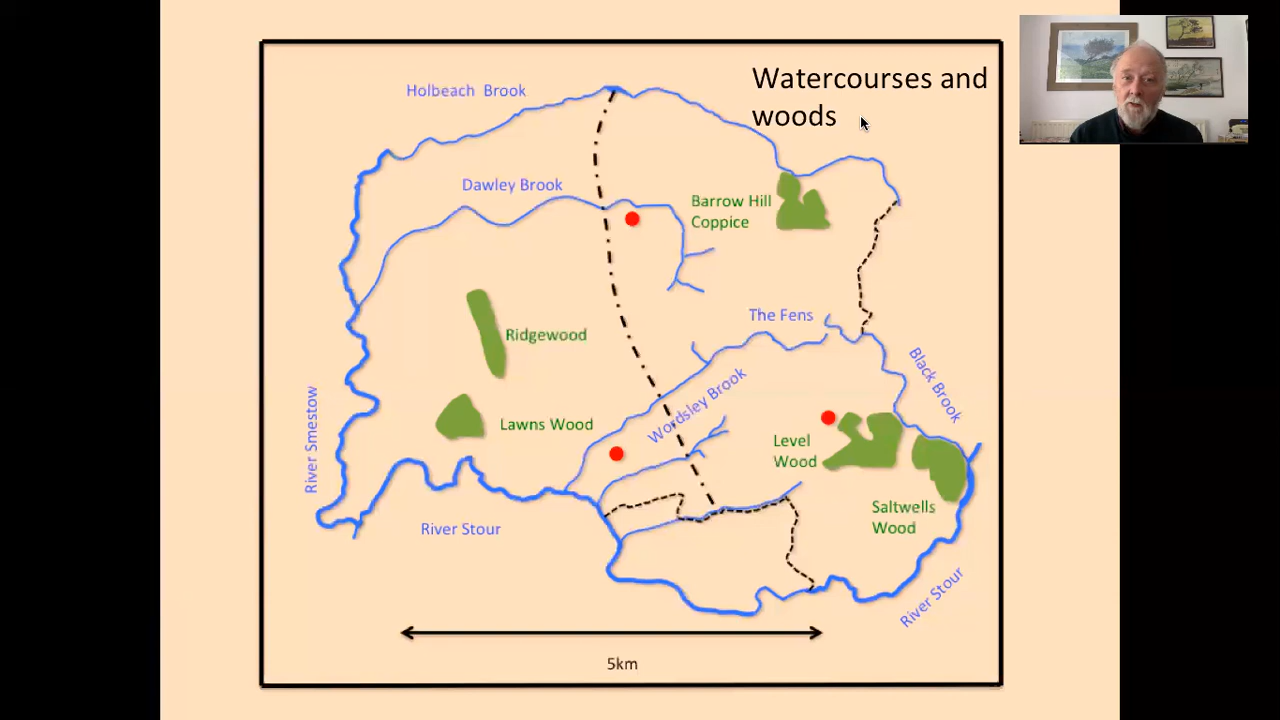 Watercourses and
woods
Holbeach Brook
Dawley Brook
Barrow Hill
Coppice
The Fens
Ridgewood
Black Brook
Wordsley Brook
Lawns Wood
River Smestow
Level
Wood
Saltwells
Wood
River Stour
River Stour
5km